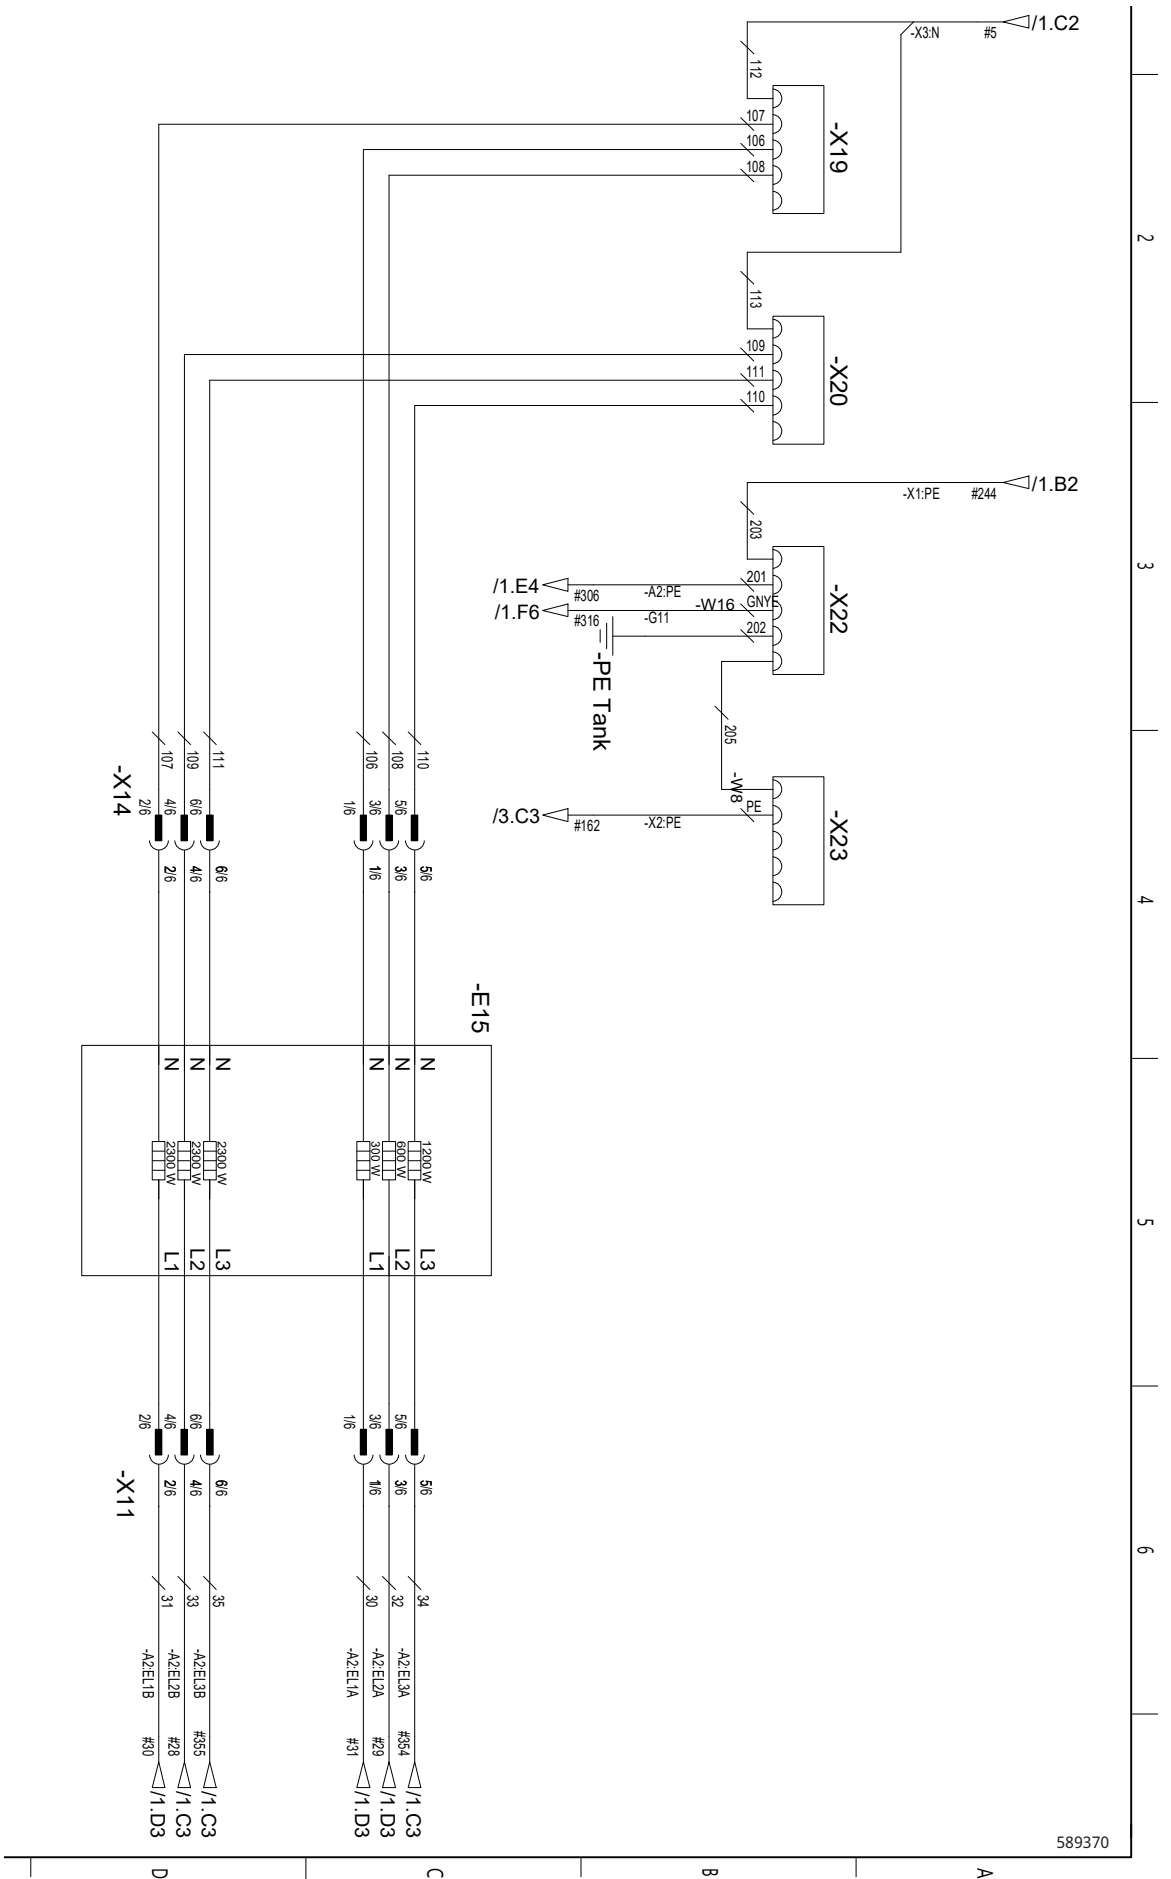 /1.C2
#5
-X3:N
112
107
106
108
-X19
2
113
109
111
110
-X20
/1.B2
#244
-X1:PE
203
201
GNYE
202
-X22
3
/1.E4
#306
-A2:PE
/1.F6
#316
-G11
-W16
-PE Tank
205
-W8
PE
-X23
/3.C3
#162
-X2:PE
4
107
109
111
106
108
110
-X14
2/6
4/6
6/6
1/6
3/6
5/6
2/6
4/6
6/6
1/6
3/6
5/6
-E15
N
N
N
N
N
N
2300 W
2300 W
2300 W
300 W
600 W
1200 W
L1
L2
L3
L1
L2
L3
5
2/6
4/6
6/6
1/6
3/6
5/6
-X11
2/6
4/6
6/6
1/6
3/6
5/6
6
31
33
35
30
32
34
-A2:EL1B
-A2:EL2B
-A2:EL3B
-A2:EL1A
-A2:EL2A
-A2:EL3A
#30
#28
#355
#31
#29
#354
/1.D3
/1.C3
/1.C3
/1.D3
/1.D3
/1.C3
589370
D
C
B
A